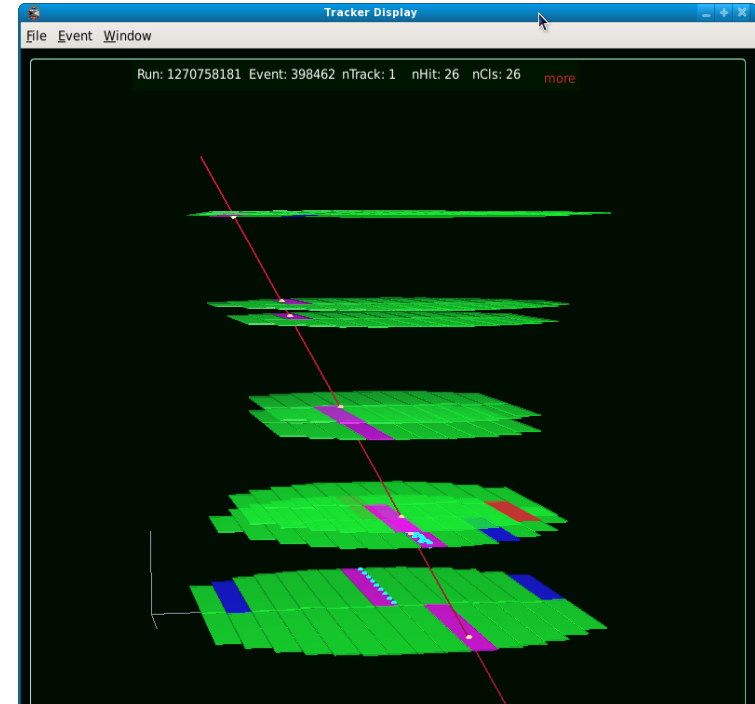 Tracker Display
File Event Window
Run: 1270758181 Event: 398462 nTrack: 1 nHit: 26 nCls: 26 more